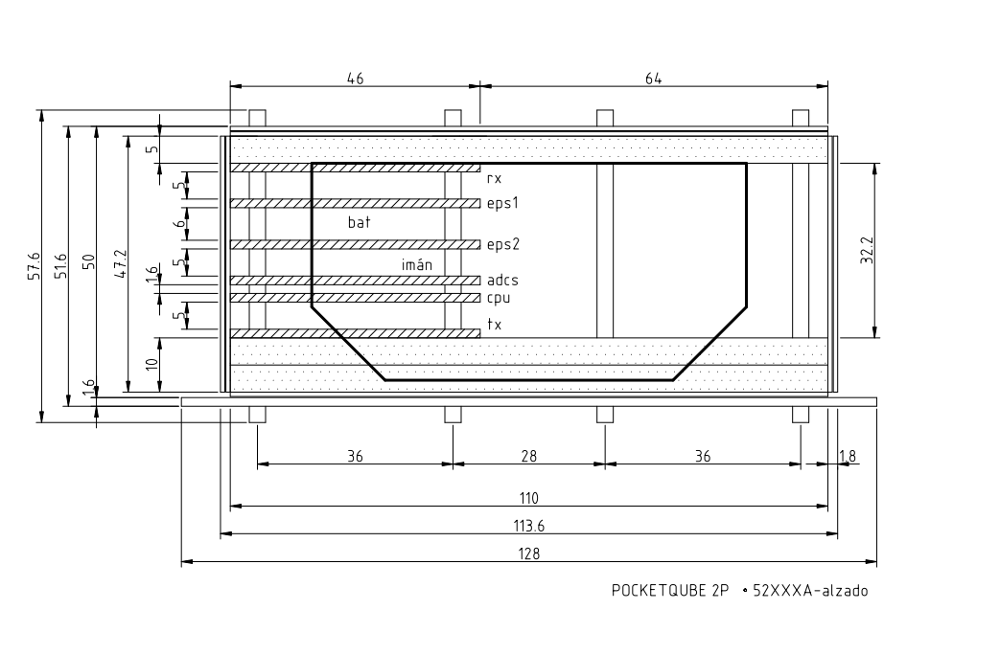 46
64
5
rx
5
eps1
6
bat
eps2
imán
5
adcs
1.6
cpu
tx
5
10
1.6
57.6
51.6
50
47.2
32.2
36
28
36
1.8
110
113.6
128
POCKETQUBE 2P • 52XXXA-alzado